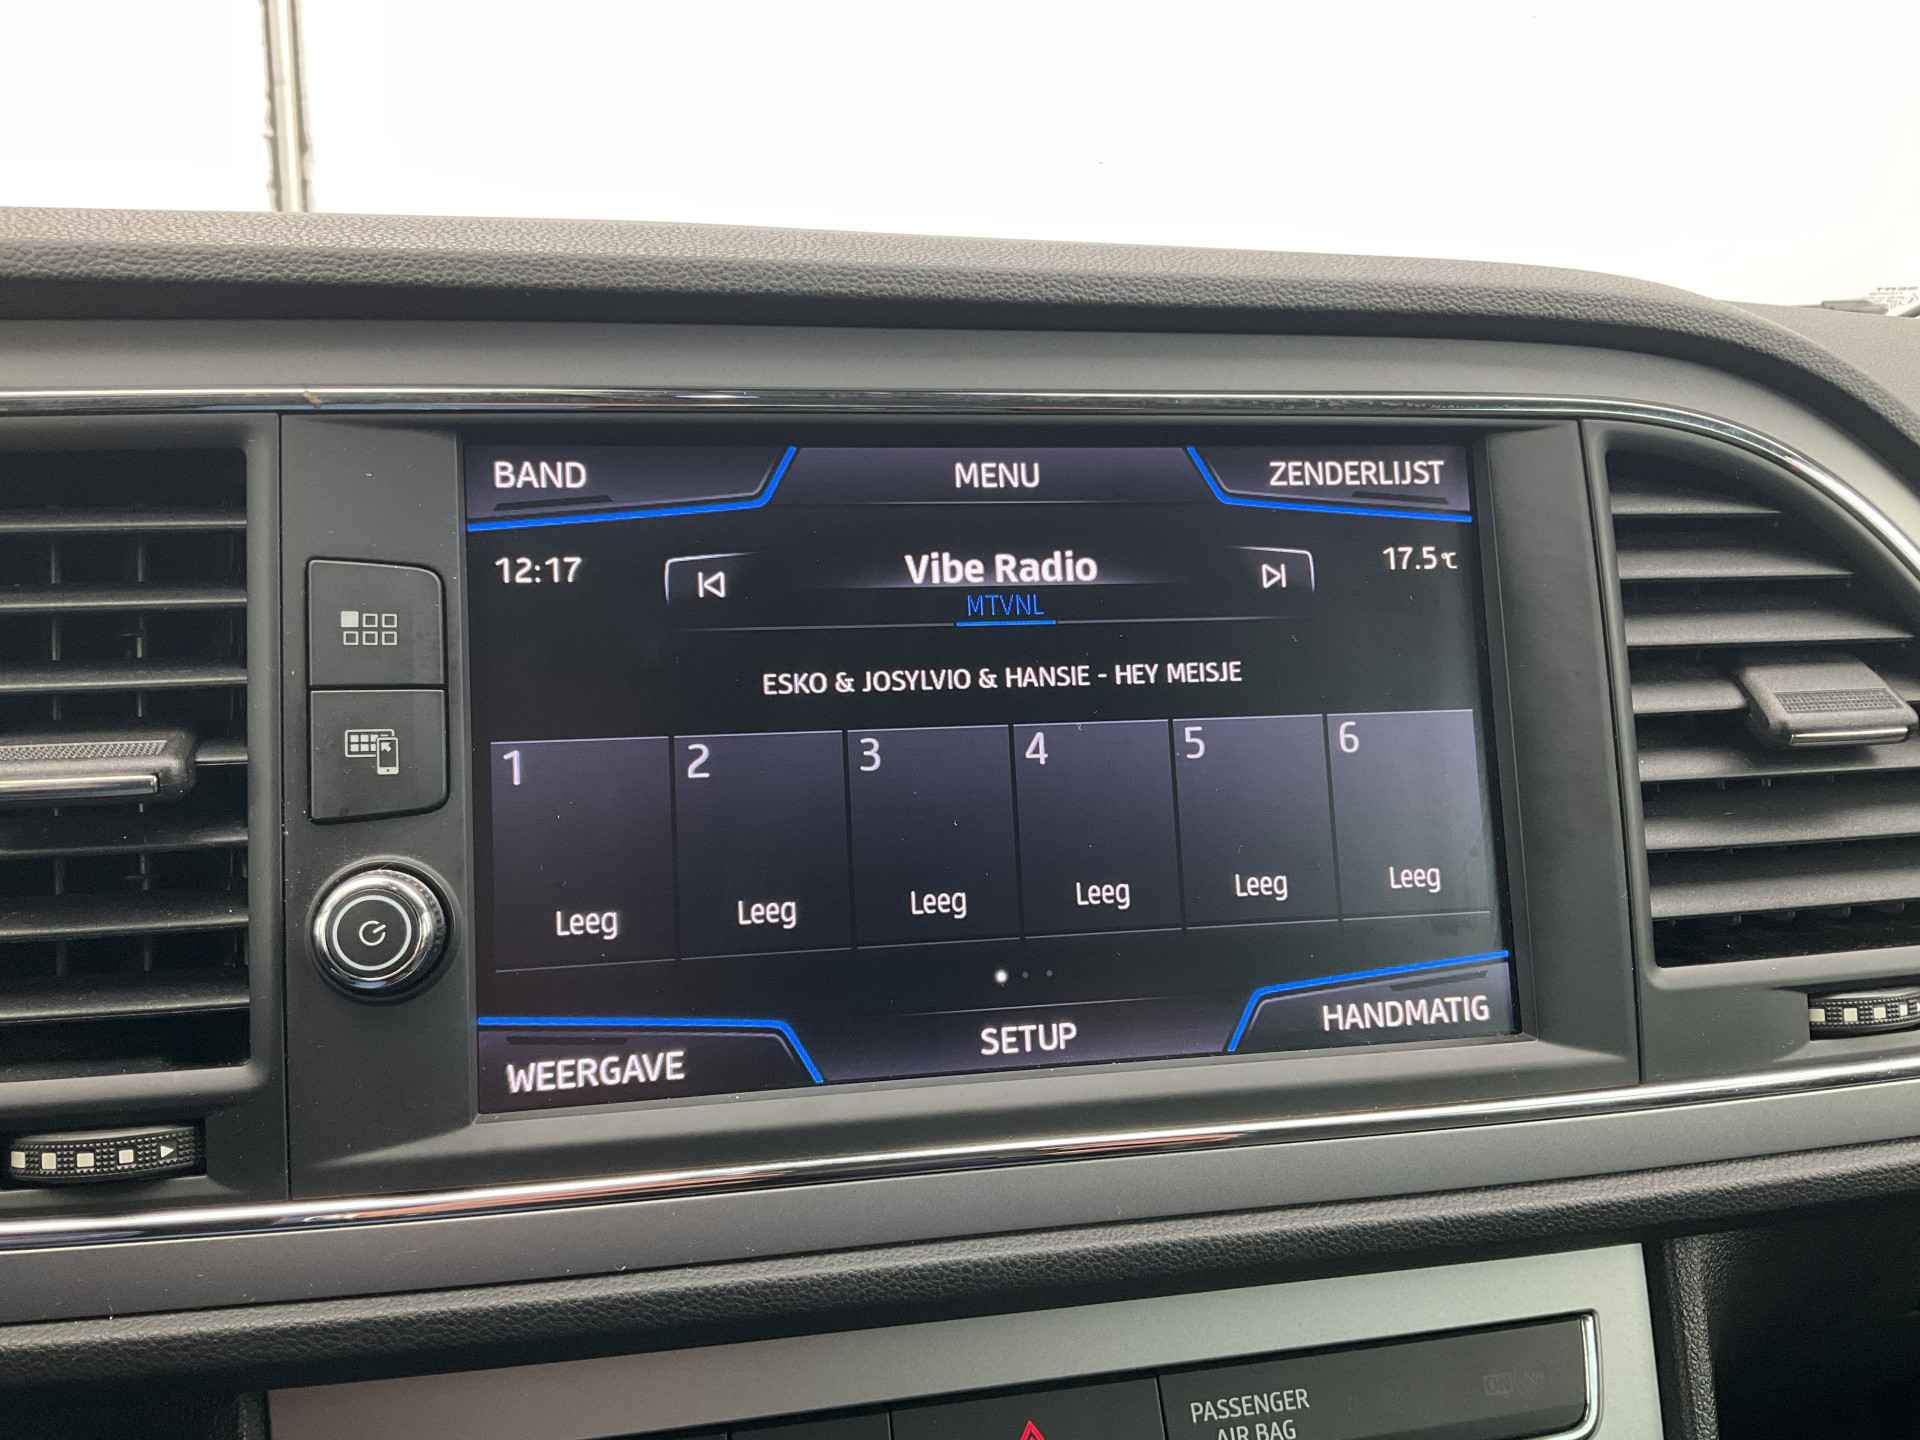 BAND MENU ZENDERLIJST
12:17 Vibe Radio 17.5°C
MTVNL
ESKO & JOSYLVIO & HANSIE - HEY MEISJE
1 2 3 4 5 6
Leeg Leeg Leeg Leeg Leeg Leeg
WEERGAVE SETUP HANDMATIG
PASSENGER
AIR BAG